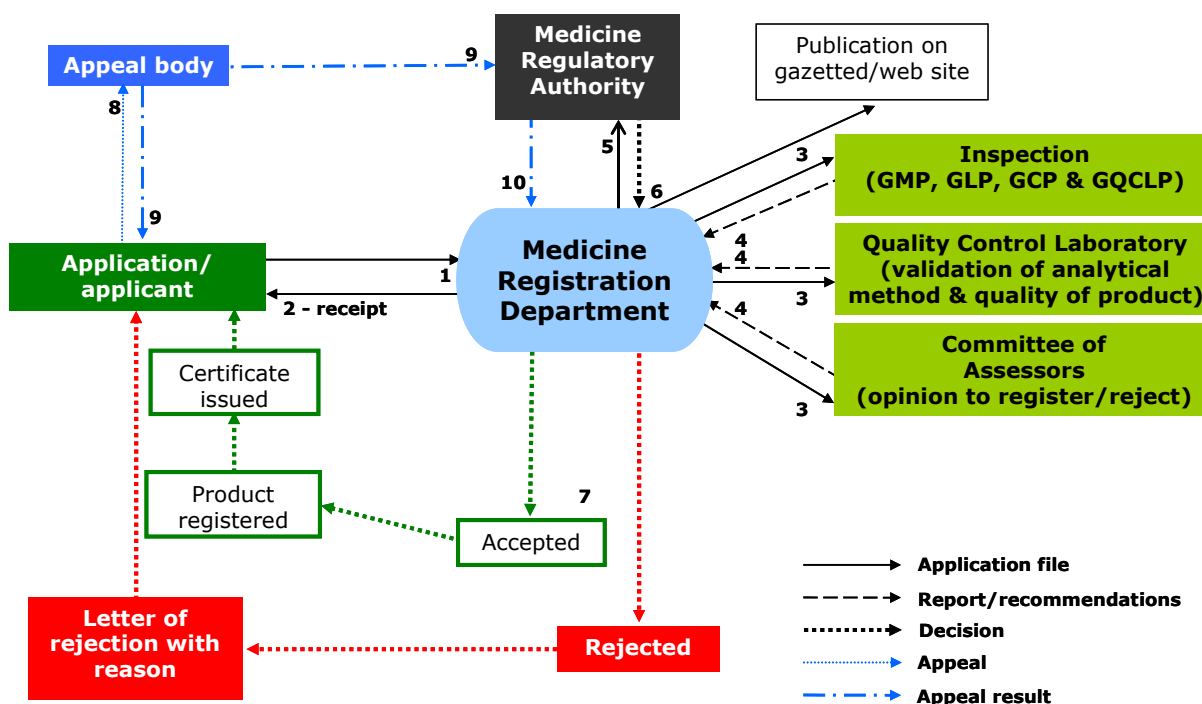 Medicine
Regulatory
Authority
Publication on
gazetted/web site
Appeal body
9
8
5
3
Inspection
(GMP, GLP, GCP & GQCLP)
10
6
9
4
Application/
applicant
1
2 - receipt
Medicine
Registration
Department
4
3
Quality Control Laboratory
(validation of analytical
method & quality of product)
4
3
Committee of
Assessors
(opinion to register/reject)
Certificate
issued
Product
registered
7
Accepted
Letter of
rejection with
reason
Rejected
Application file
Report/recommendations
Decision
Appeal
Appeal result